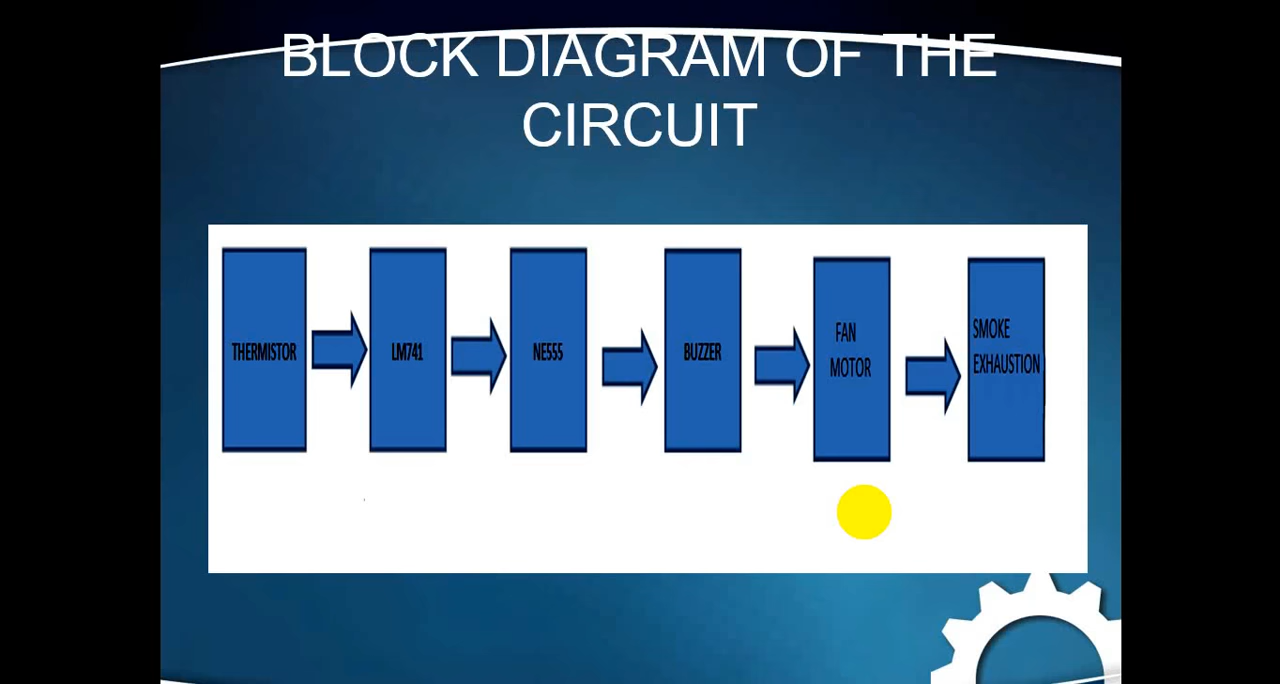 BLOCK DIAGRAM OF THE
CIRCUIT
THERMISTOR
LM741
NE555
BUZZER
FAN
MOTOR
SMOKE
EXHAUSTION